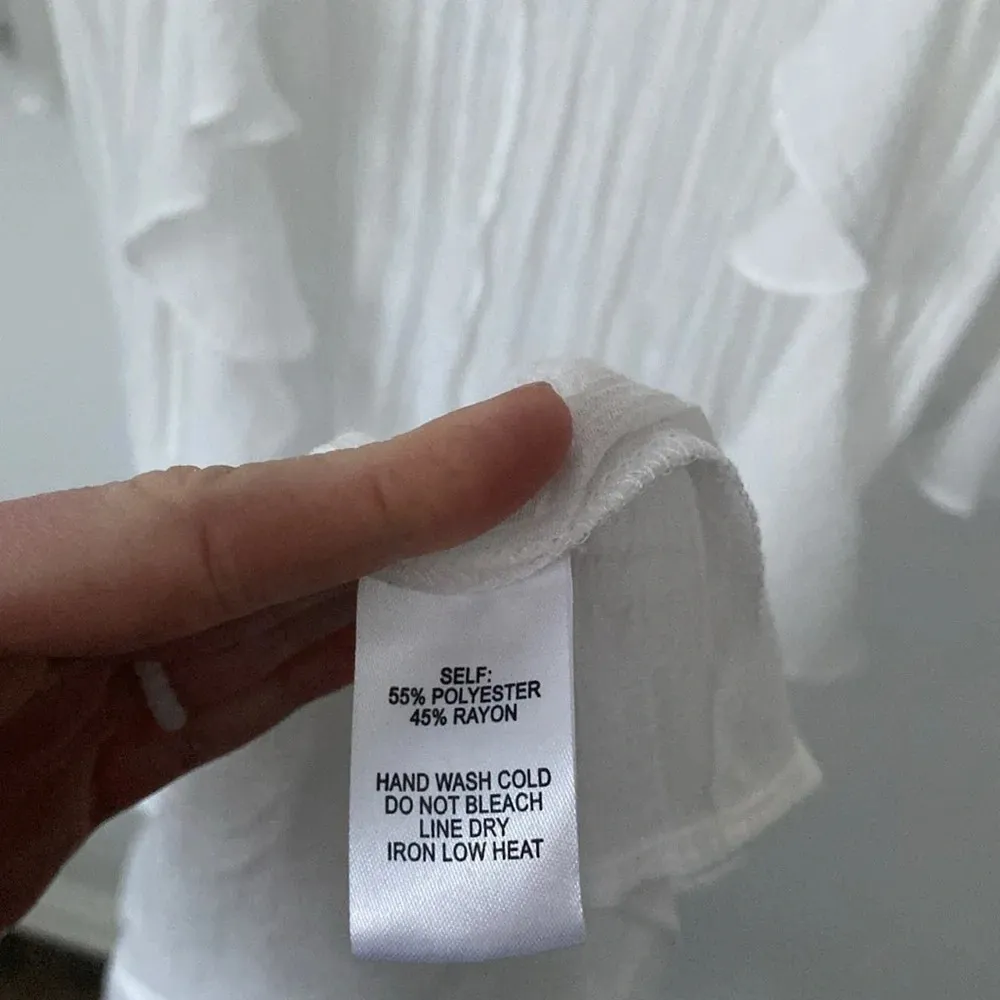 SELF:
55% POLYESTER
45% RAYON
HAND WASH COLD
DO NOT BLEACH
LINE DRY
IRON LOW HEAT